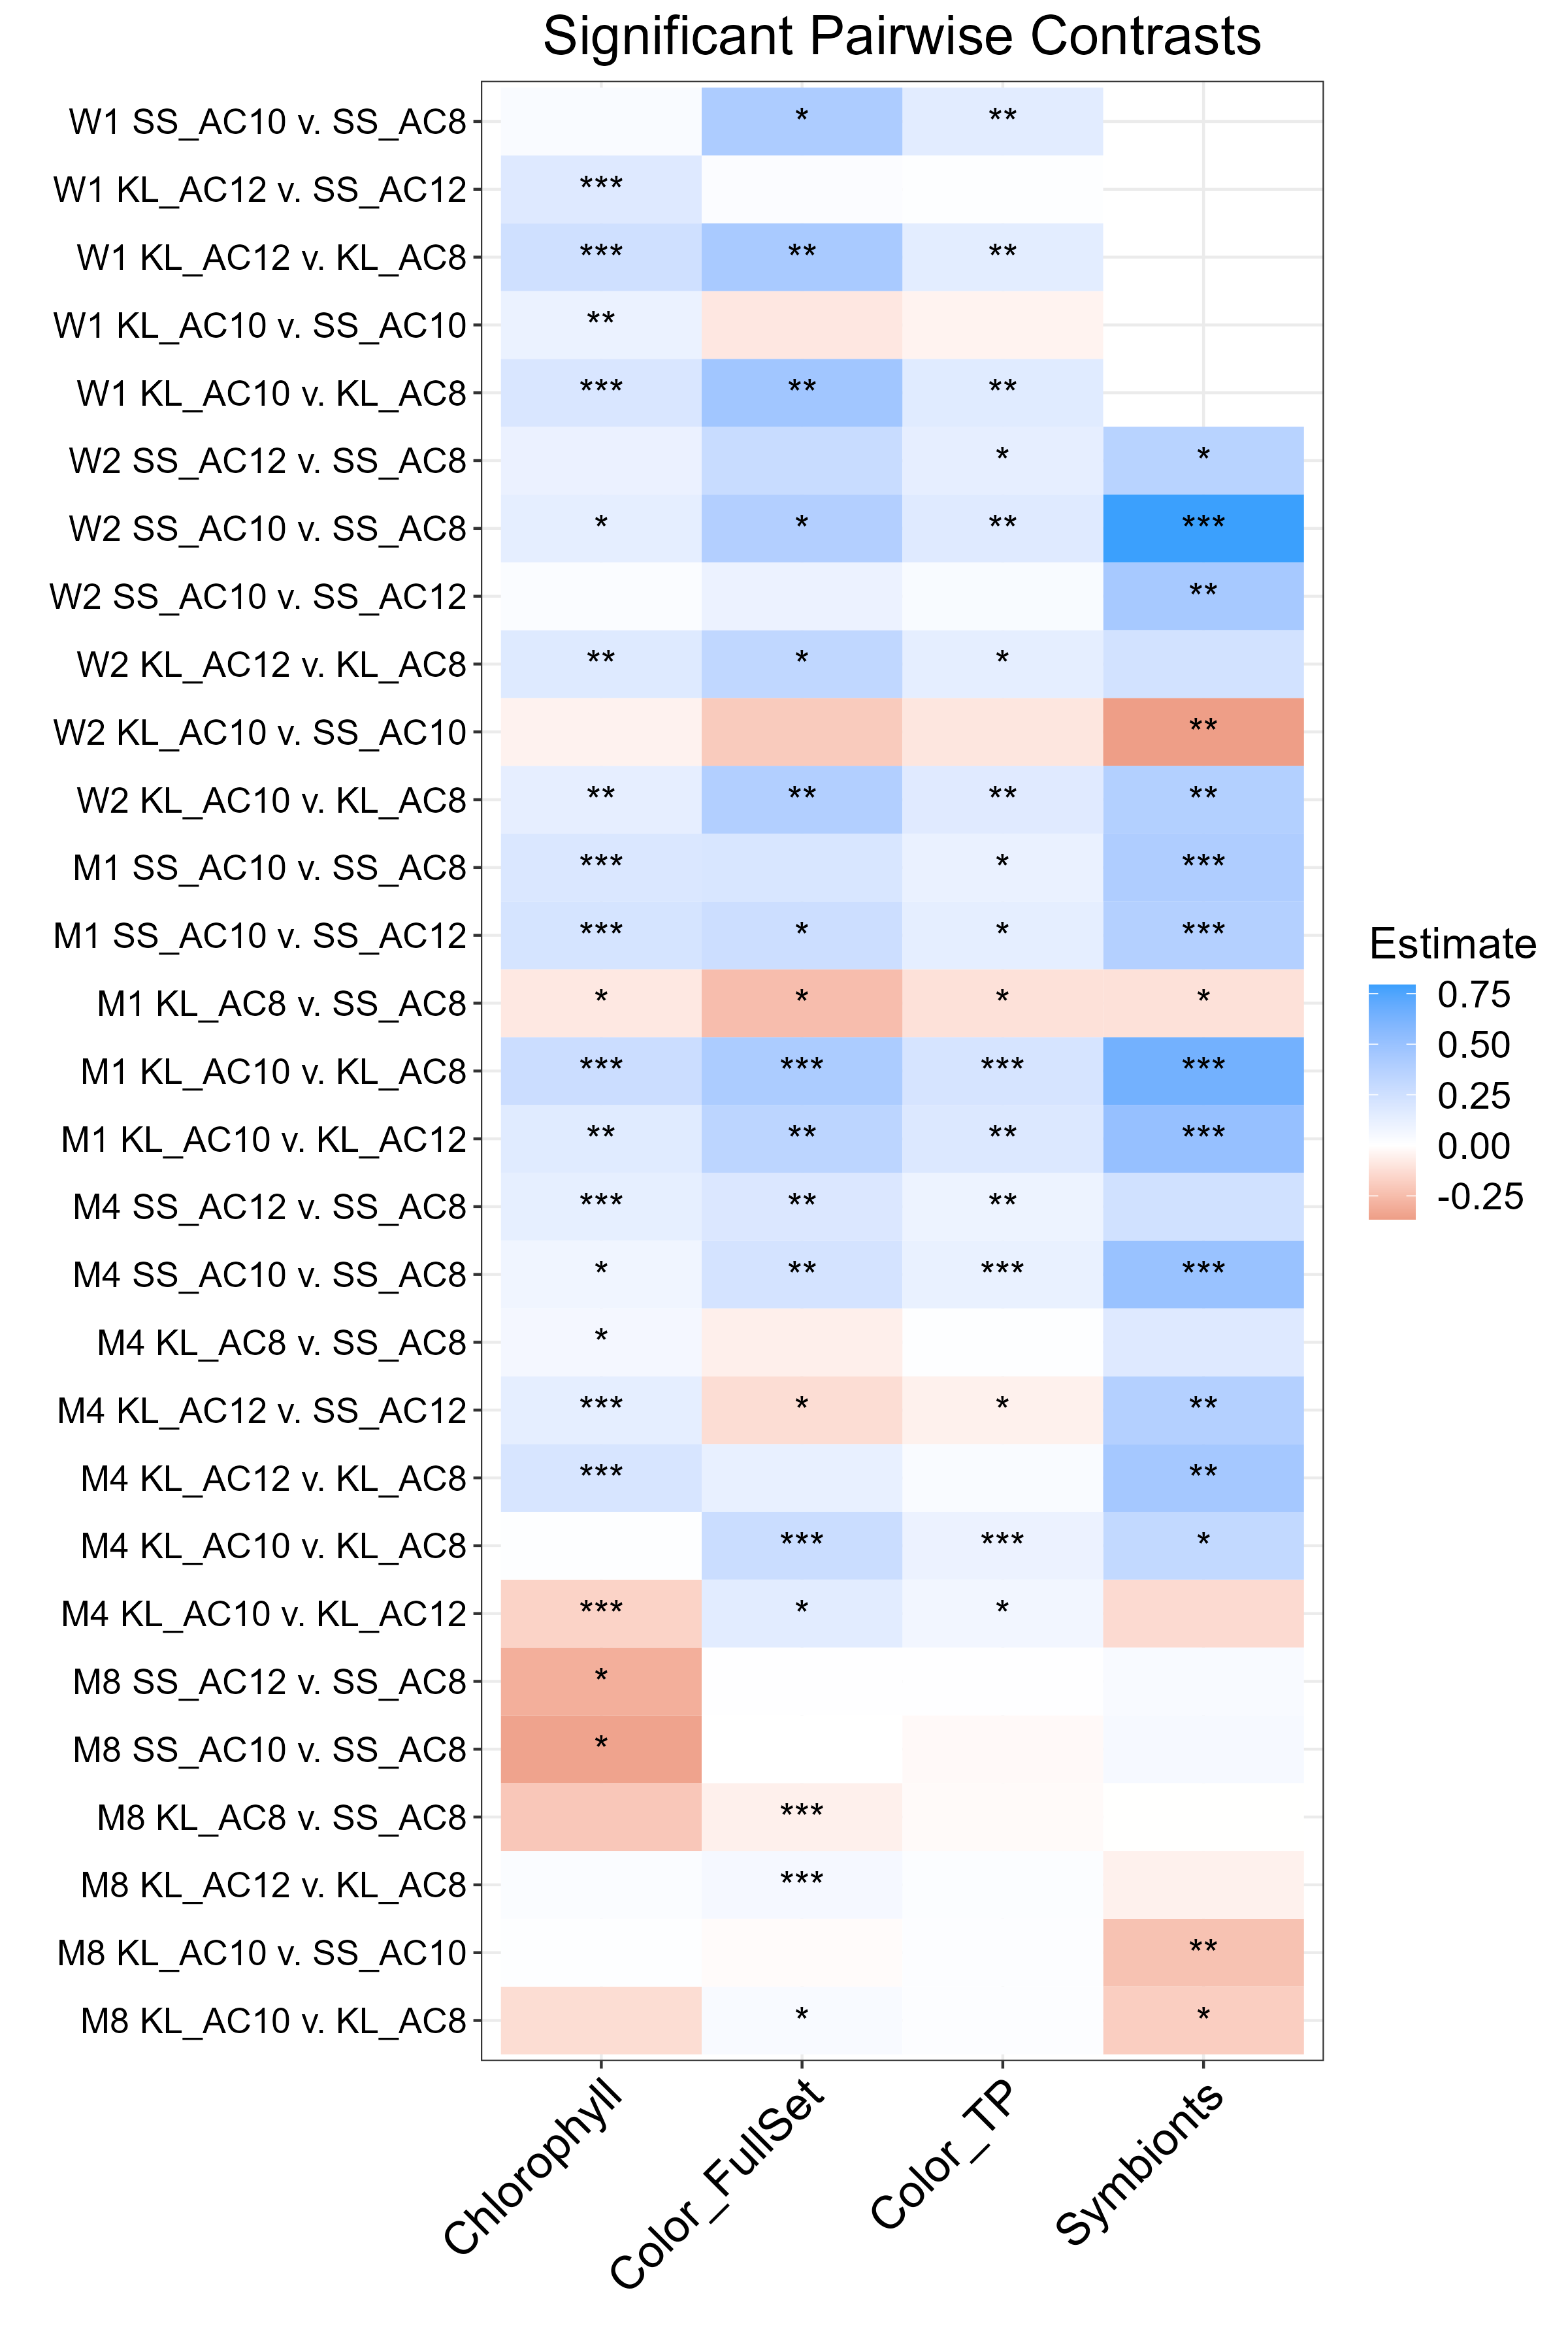 Significant Pairwise Contrasts
W1 SS_AC10 v. SS_AC8 * **
W1 KL_AC12 v. SS_AC12 ***
W1 KL_AC12 v. KL_AC8 *** ** **
W1 KL_AC10 v. SS_AC10 **
W1 KL_AC10 v. KL_AC8 *** ** **
W2 SS_AC12 v. SS_AC8 * *
W2 SS_AC10 v. SS_AC8 * * ** ***
W2 SS_AC10 v. SS_AC12 **
W2 KL_AC12 v. KL_AC8 ** * *
W2 KL_AC10 v. SS_AC10 **
W2 KL_AC10 v. KL_AC8 ** ** ** **
M1 SS_AC10 v. SS_AC8 *** * ***
M1 SS_AC10 v. SS_AC12 *** * * ***
M1 KL_AC8 v. SS_AC8 * * * *
M1 KL_AC10 v. KL_AC8 *** *** *** ***
M1 KL_AC10 v. KL_AC12 ** ** ** ***
M4 SS_AC12 v. SS_AC8 *** ** **
M4 SS_AC10 v. SS_AC8 * ** *** ***
M4 KL_AC8 v. SS_AC8 *
M4 KL_AC12 v. SS_AC12 *** * * **
M4 KL_AC12 v. KL_AC8 *** **
M4 KL_AC10 v. KL_AC8 *** *** *
M4 KL_AC10 v. KL_AC12 *** * *
M8 SS_AC12 v. SS_AC8 *
M8 SS_AC10 v. SS_AC8 *
M8 KL_AC8 v. SS_AC8 ***
M8 KL_AC12 v. KL_AC8 ***
M8 KL_AC10 v. SS_AC10 **
M8 KL_AC10 v. KL_AC8 * *
Chlorophyll
Color_FullSet
Color_TP
Symbionts
Estimate
0.75
0.50
0.25
0.00
-0.25